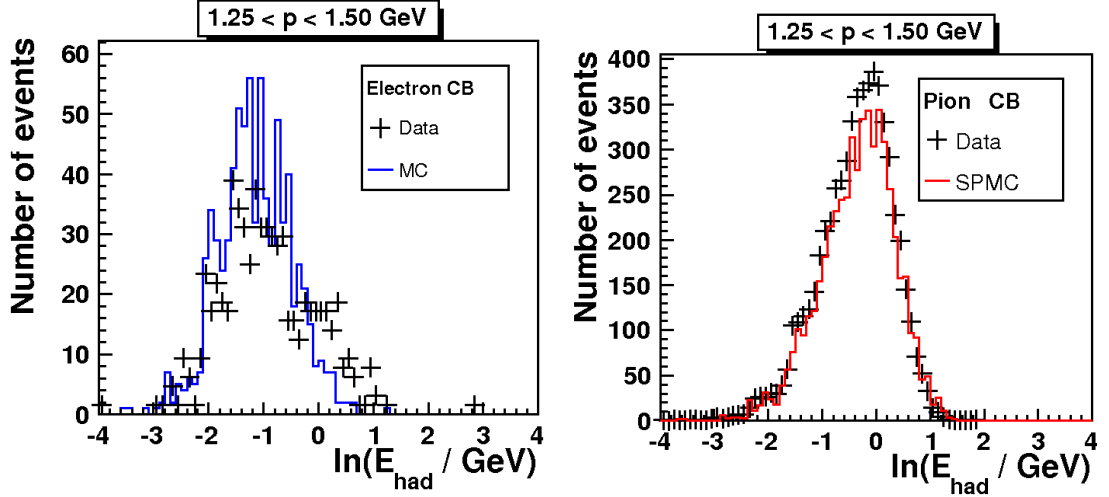 1.25 < p < 1.50 GeV
Number of events
60
50
40
30
20
10
0
Electron CB
Data
MC
-4 -3 -2 -1 0 1 2 3 4
ln(E_had / GeV)
1.25 < p < 1.50 GeV
Number of events
400
350
300
250
200
150
100
50
0
Pion CB
Data
SPMC
-4 -3 -2 -1 0 1 2 3 4
ln(E_had / GeV)